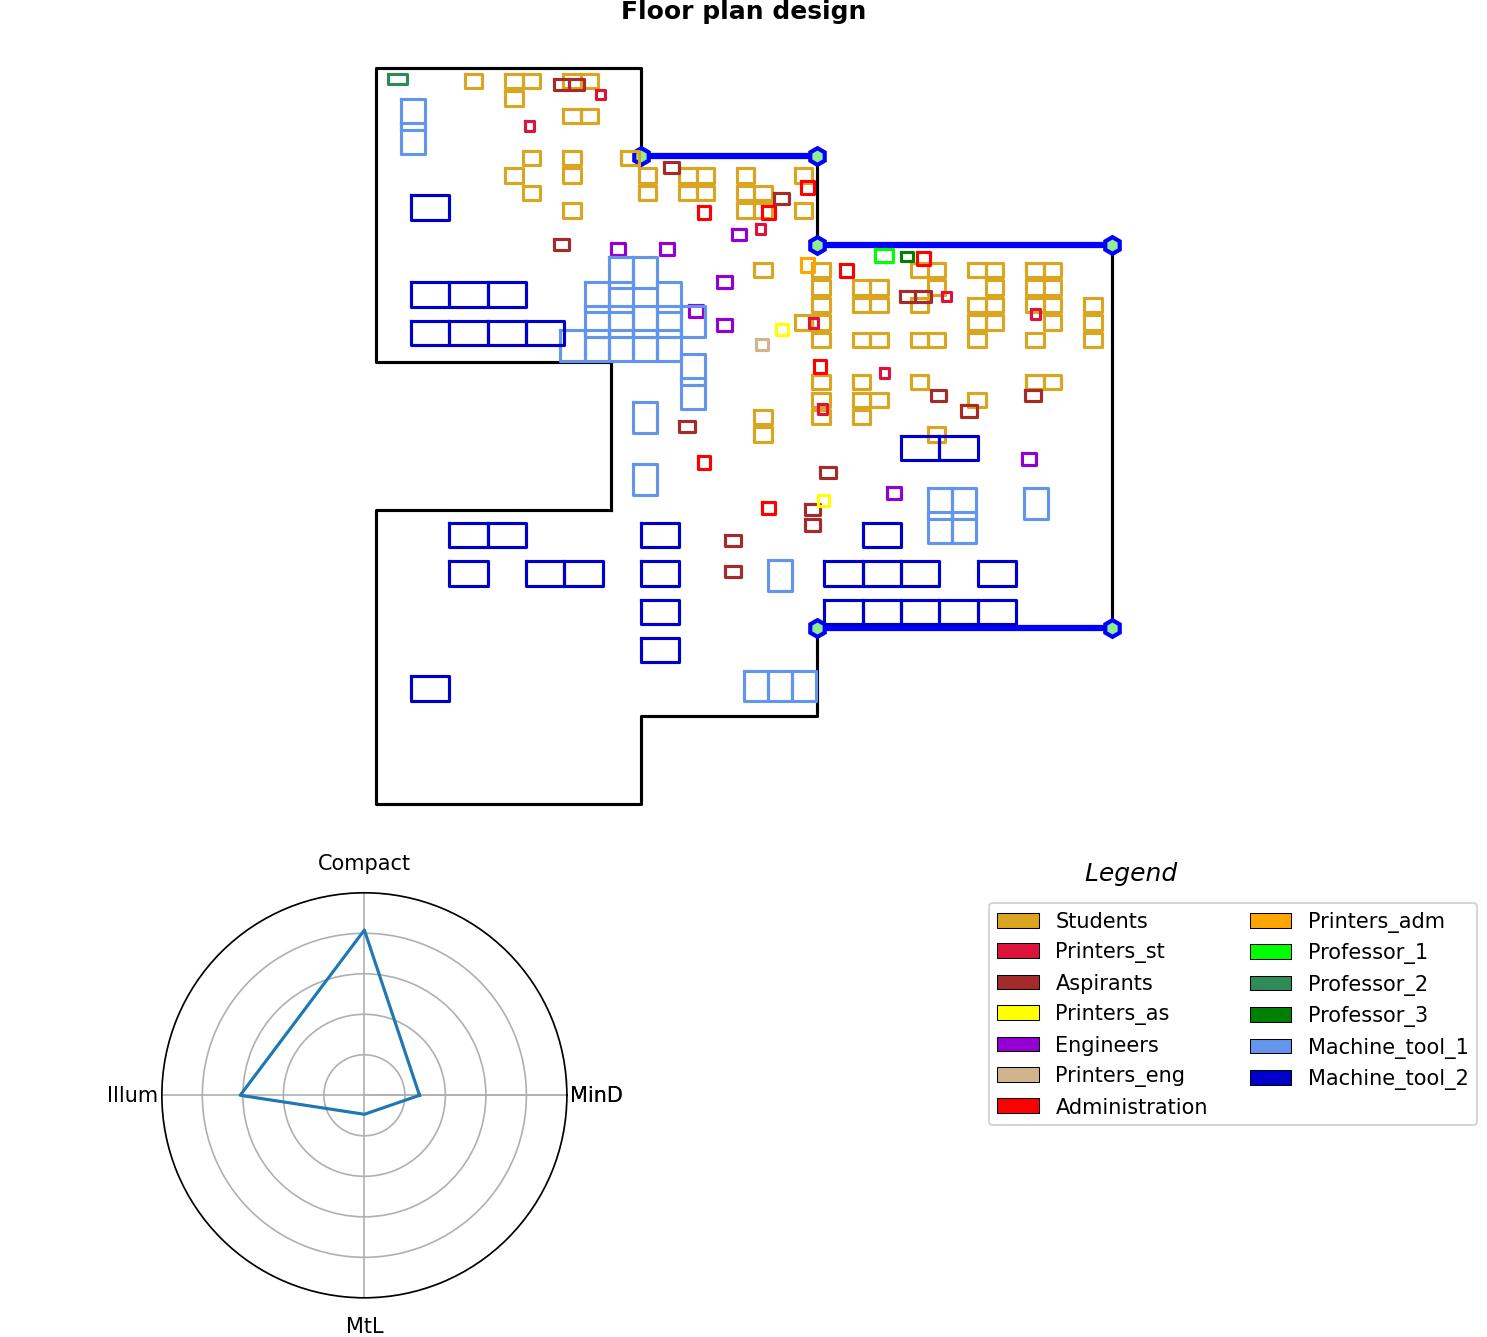 Floor plan design
Compact
Illum
MinD
MtL
Legend
Students
Printers_st
Aspirants
Printers_as
Engineers
Printers_eng
Administration
Printers_adm
Professor_1
Professor_2
Professor_3
Machine_tool_1
Machine_tool_2